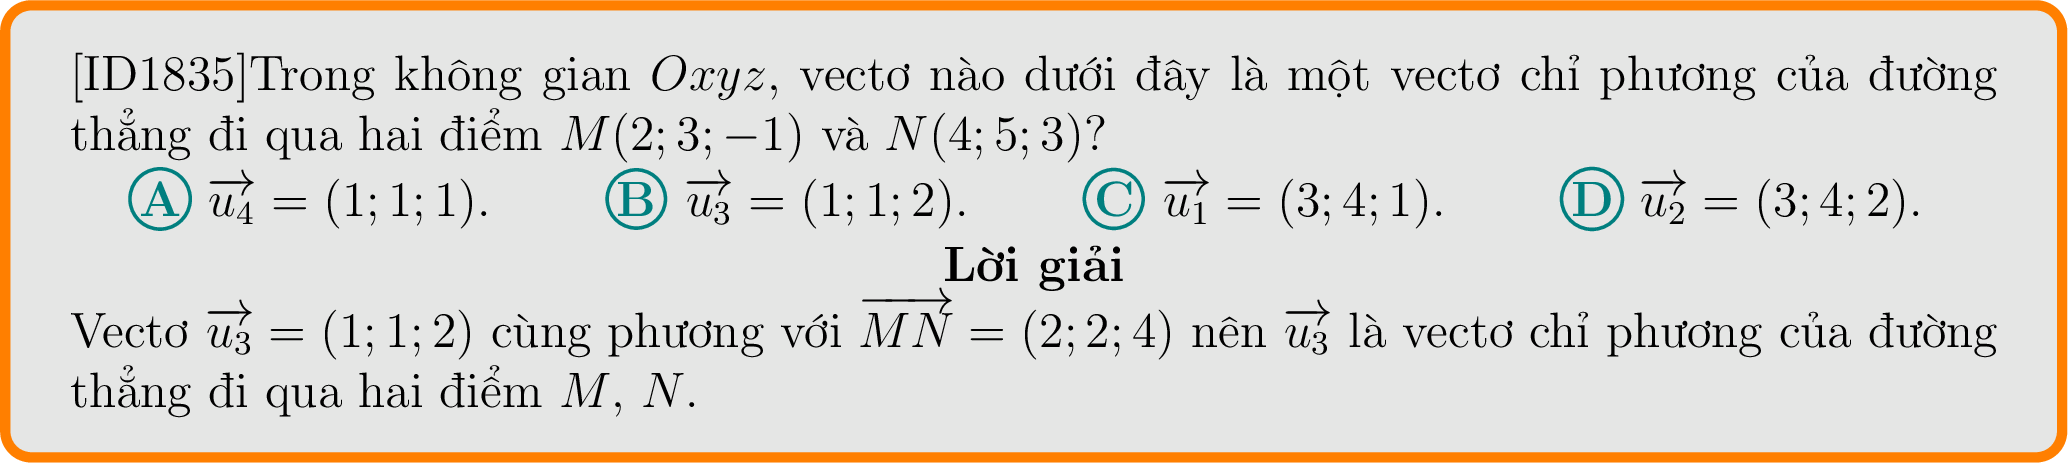 [ID1835]Trong không gian Oxyz, vectơ nào dưới đây là một vectơ chỉ phương của đường
thẳng đi qua hai điểm M(2; 3; −1) và N(4; 5; 3)?
A $\overrightarrow{u_4}$ = (1; 1; 1). B $\overrightarrow{u_3}$ = (1; 1; 2). C $\overrightarrow{u_1}$ = (3; 4; 1). D $\overrightarrow{u_2}$ = (3; 4; 2).
Lời giải
Vectơ $\overrightarrow{u_3}$ = (1; 1; 2) cùng phương với $\overrightarrow{MN}$ = (2; 2; 4) nên $\overrightarrow{u_3}$ là vectơ chỉ phương của đường
thẳng đi qua hai điểm M, N.